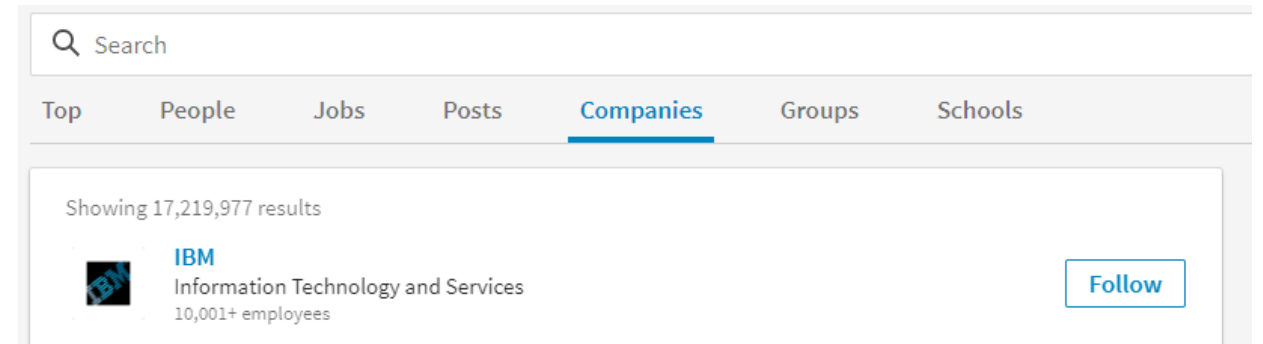 Search
Top People Jobs Posts Companies Groups Schools
Showing 17,219,977 results
IBM
IBM
Information Technology and Services
10,001+ employees
Follow